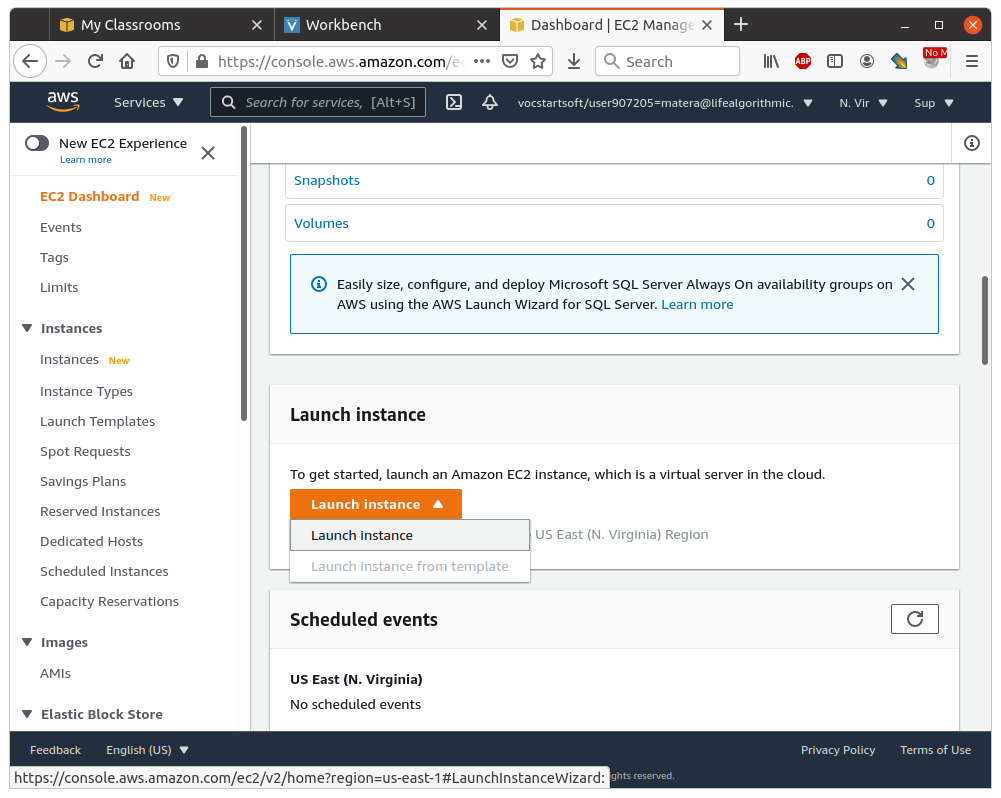 My Classrooms
Workbench
Dashboard | EC2 Manage
https://console.aws.amazon.com/ec
Search
ABP
No M
aws
Services
Search for services, [Alt+S]
vocstartsoft/user907205=matera@lifealgorithmic.
N. Vir
Sup
New EC2 Experience
Learn more
EC2 Dashboard New
Events
Tags
Limits
Instances
Instances New
Instance Types
Launch Templates
Spot Requests
Savings Plans
Reserved Instances
Dedicated Hosts
Scheduled Instances
Capacity Reservations
Images
AMIs
Elastic Block Store
Snapshots 0
Volumes 0
Easily size, configure, and deploy Microsoft SQL Server Always On availability groups on
AWS using the AWS Launch Wizard for SQL Server. Learn more
Launch instance
To get started, launch an Amazon EC2 instance, which is a virtual server in the cloud.
Launch instance
Launch instance
US East (N. Virginia) Region
Launch instance from template
Scheduled events
US East (N. Virginia)
No scheduled events
Feedback
English (US)
Privacy Policy
Terms of Use
https://console.aws.amazon.com/ec2/v2/home?region=us-east-1#LaunchInstanceWizard:
ghts reserved.